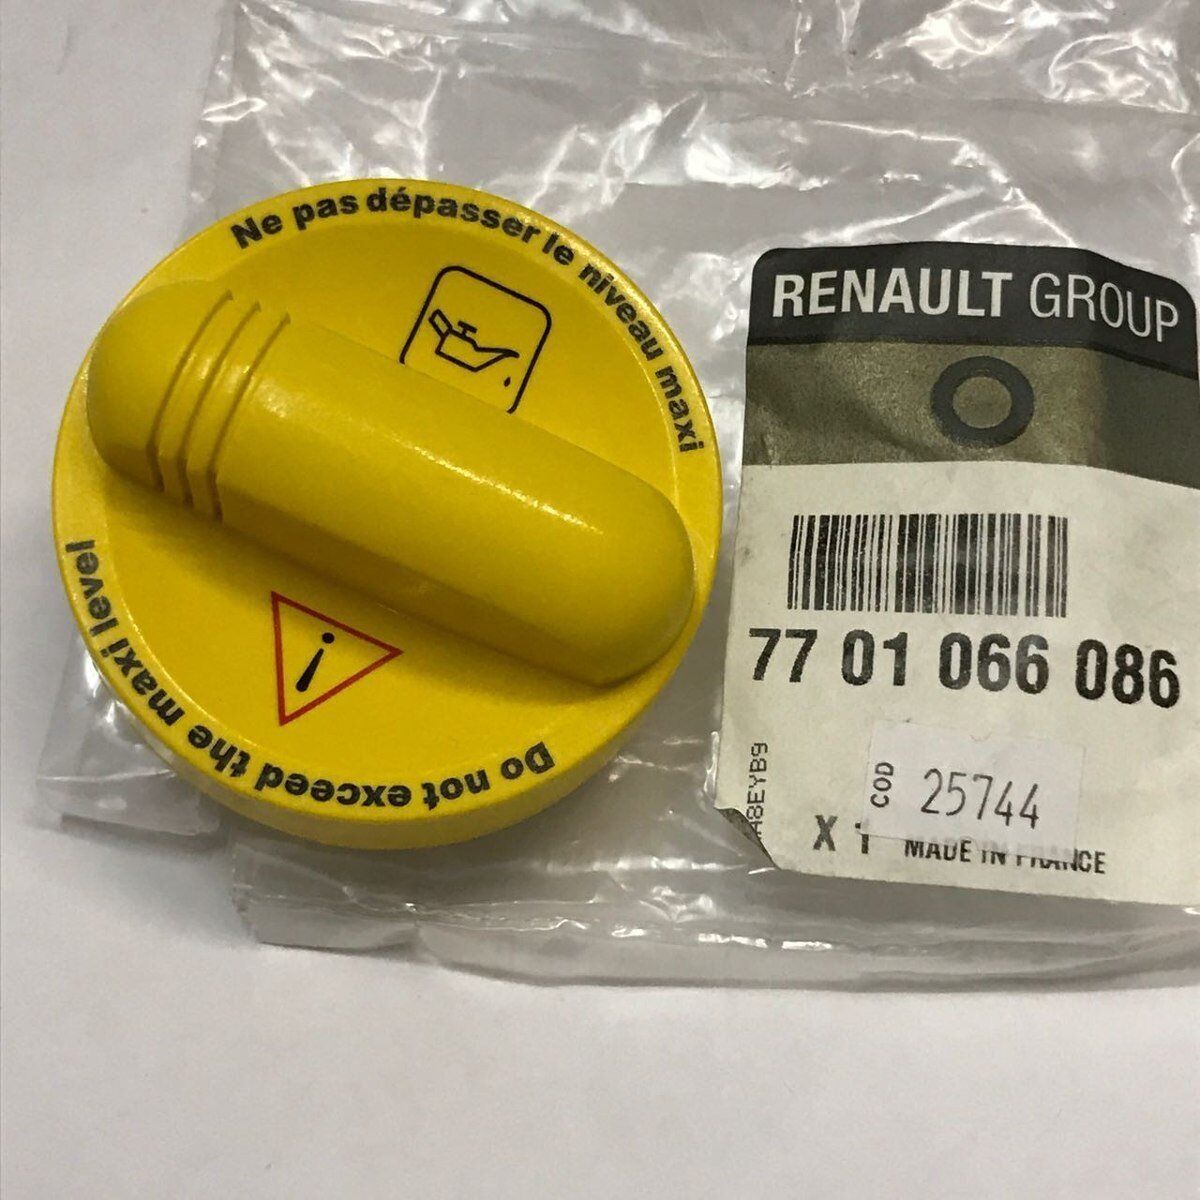 Ne pas dépasser le niveau maxi
Do not exceed the maxi level
RENAULT GROUP
77 01 066 086
COD 25744
X 1 MADE IN FRANCE